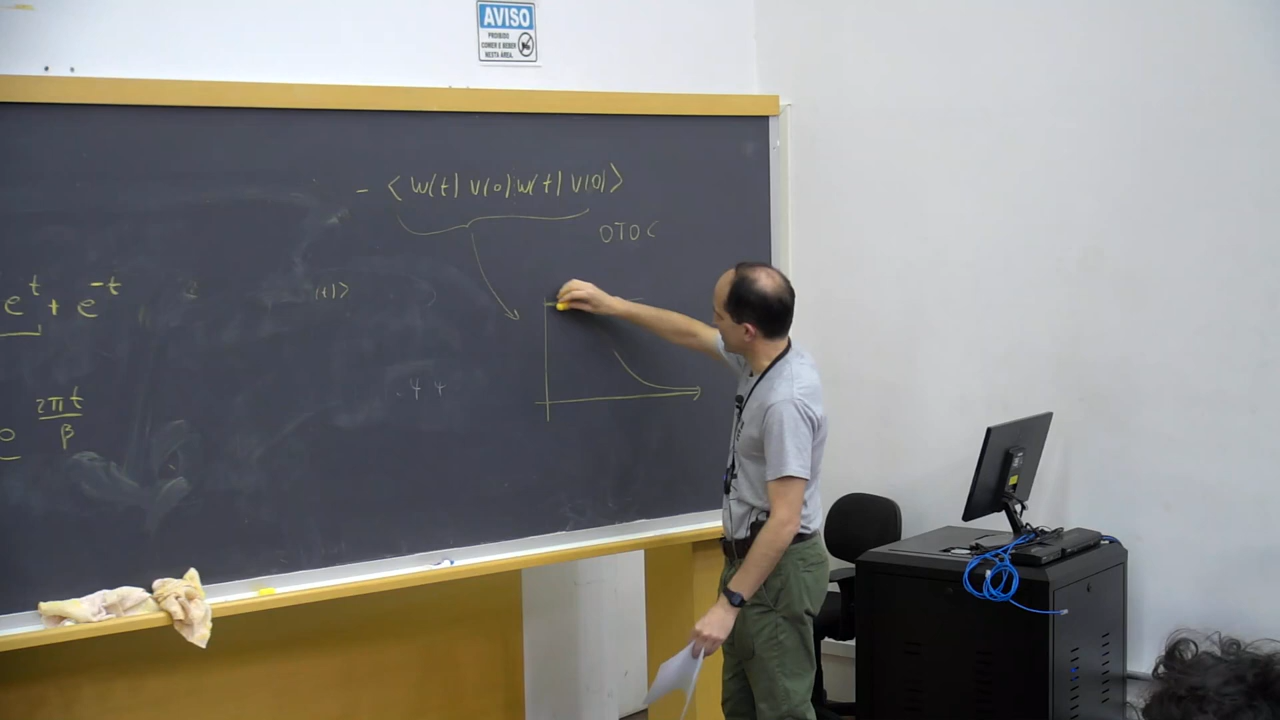 AVISO
PROIBIDO
COMER E BEBER
NESTA ÁREA.
- < W(t) V(0) W(t) V(0) >
OTOC
e^t + e^-t
(t)>
ψ ψ
2πt
β